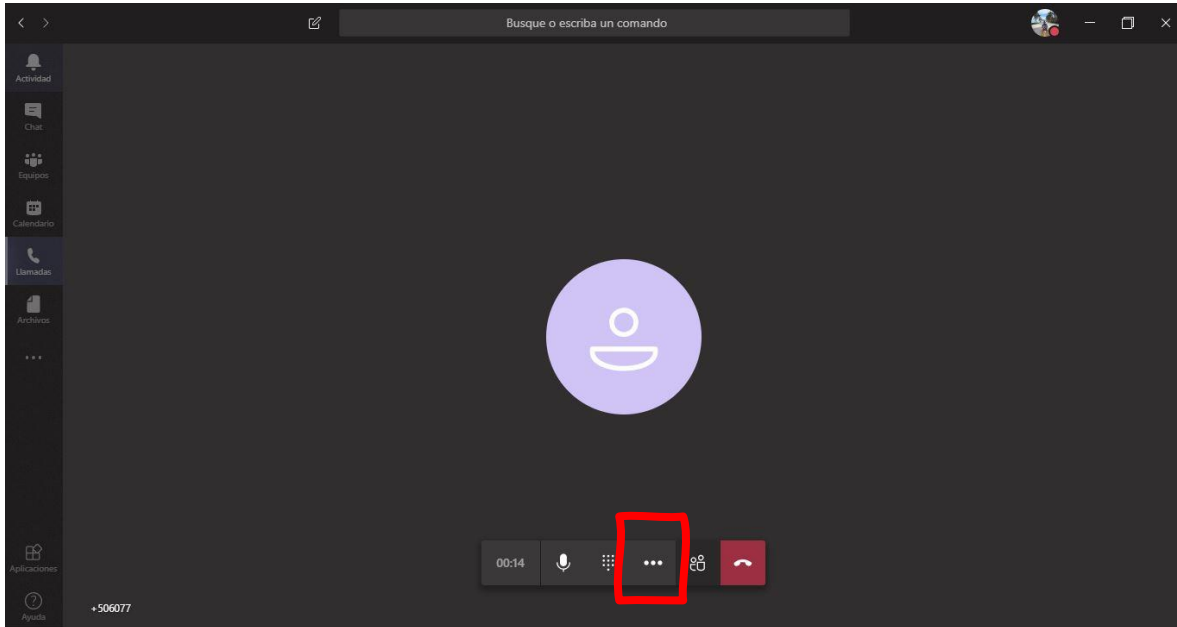 Busque o escriba un comando
Actividad
Chat
Equipos
Calendario
Llamadas
Archivos
Aplicaciones
Ayuda
00:14
+506077